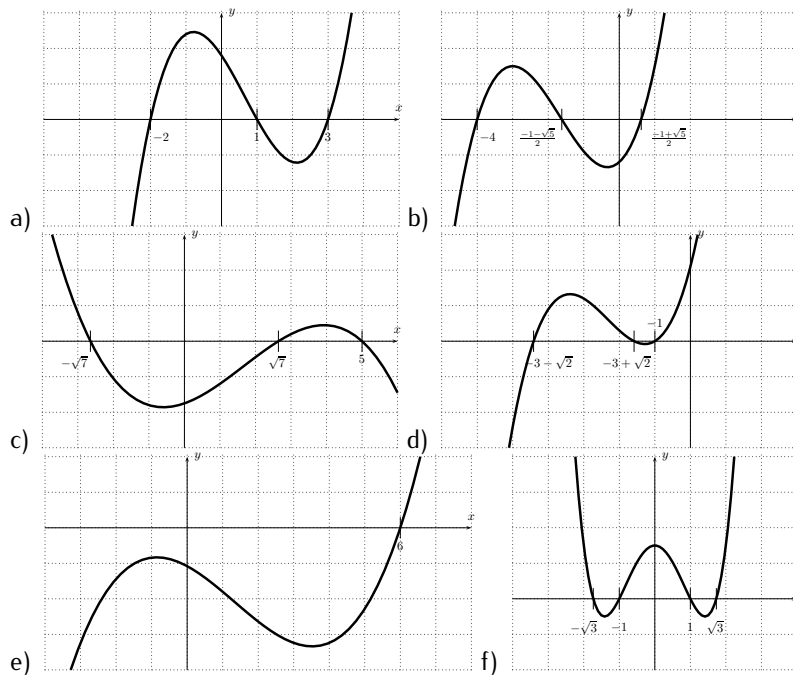 y
x
−2
1
3
a)
y
−4
−1−√5
2
−1+√5
2
b)
y
x
−√7
√7
5
c)
y
−1
−3 − √2
−3 + √2
d)
y
x
6
e)
y
−√3
−1
1
√3
f)